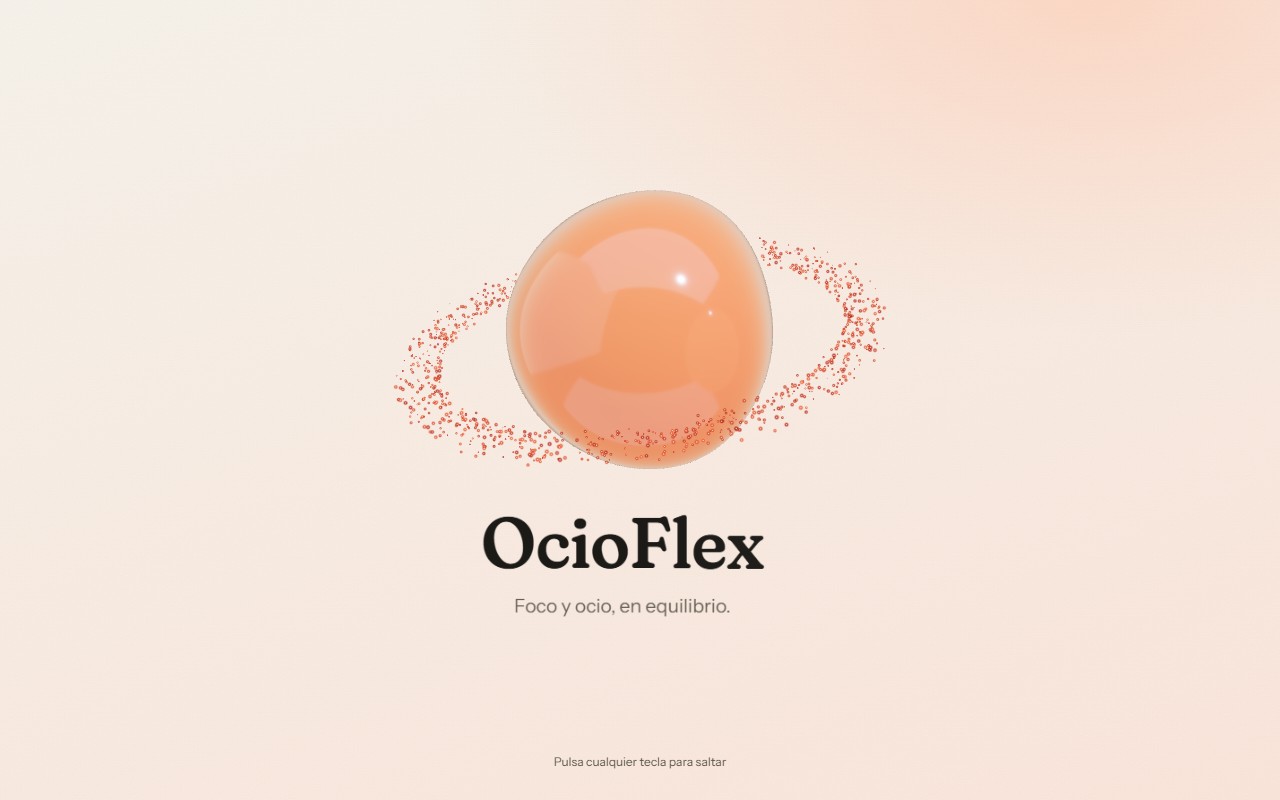 OcioFlex
Foco y ocio, en equilibrio.
Pulsa cualquier tecla para saltar